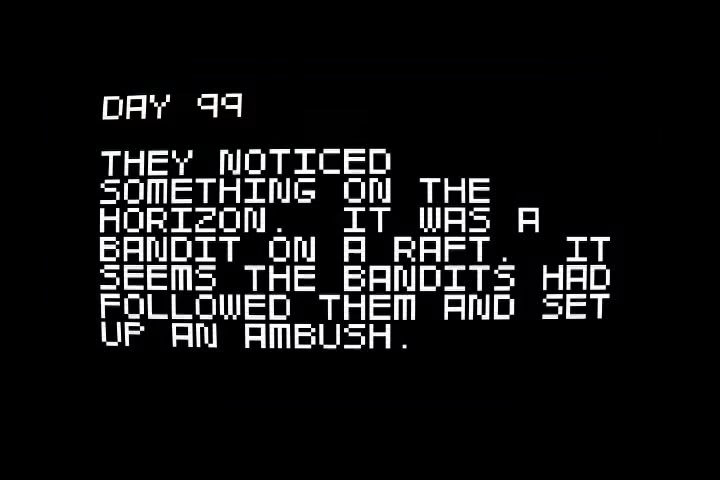 DAY 99
THEY NOTICED
SOMETHING ON THE
HORIZON.  IT WAS A
BANDIT ON A RAFT.  IT
SEEMS THE BANDITS HAD
FOLLOWED THEM AND SET
UP AN AMBUSH.